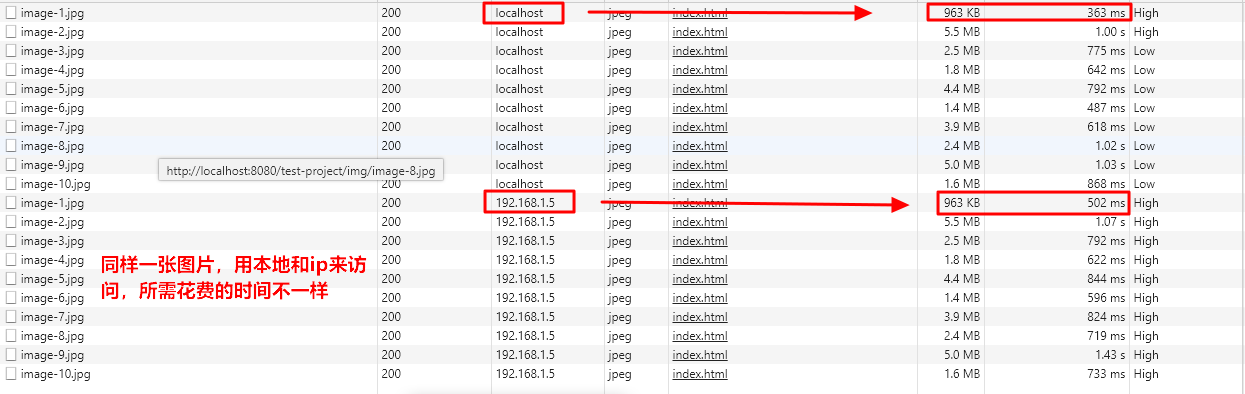 image-1.jpg 200 localhost jpeg index.html 963 KB 363 ms High
image-2.jpg 200 localhost jpeg index.html 5.5 MB 1.00 s High
image-3.jpg 200 localhost jpeg index.html 2.5 MB 775 ms Low
image-4.jpg 200 localhost jpeg index.html 1.8 MB 642 ms Low
image-5.jpg 200 localhost jpeg index.html 4.4 MB 792 ms Low
image-6.jpg 200 localhost jpeg index.html 1.4 MB 487 ms Low
image-7.jpg 200 localhost jpeg index.html 3.9 MB 618 ms Low
image-8.jpg 200 localhost jpeg index.html 2.4 MB 1.02 s Low
image-9.jpg 200 localhost jpeg index.html 5.0 MB 1.03 s Low
http://localhost:8080/test-project/img/image-8.jpg
image-10.jpg 200 localhost jpeg index.html 1.6 MB 868 ms Low
image-1.jpg 200 192.168.1.5 jpeg index.html 963 KB 502 ms High
image-2.jpg 200 192.168.1.5 jpeg index.html 5.5 MB 1.07 s High
image-3.jpg 200 192.168.1.5 jpeg index.html 2.5 MB 792 ms High
image-4.jpg 200 192.168.1.5 jpeg index.html 1.8 MB 622 ms High
image-5.jpg 200 192.168.1.5 jpeg index.html 4.4 MB 844 ms High
image-6.jpg 200 192.168.1.5 jpeg index.html 1.4 MB 596 ms High
image-7.jpg 200 192.168.1.5 jpeg index.html 3.9 MB 824 ms High
image-8.jpg 200 192.168.1.5 jpeg index.html 2.4 MB 719 ms High
image-9.jpg 200 192.168.1.5 jpeg index.html 5.0 MB 1.43 s High
image-10.jpg 200 192.168.1.5 jpeg index.html 1.6 MB 733 ms High
同样一张图片，用本地和ip来访
问，所需花费的时间不一样